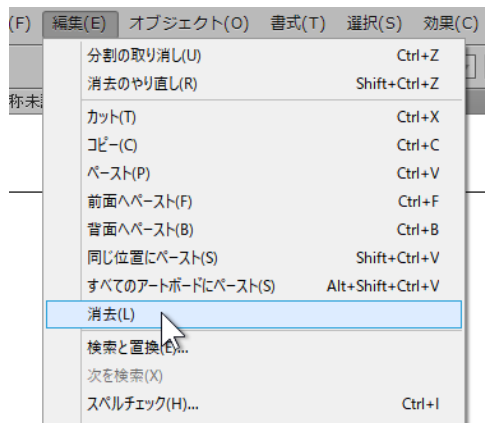 (F) 編集(E) オブジェクト(O) 書式(T) 選択(S) 効果(C)
分割の取り消し(U) Ctrl+Z
消去のやり直し(R) Shift+Ctrl+Z
称未
カット(T) Ctrl+X
コピー(C) Ctrl+C
ペースト(P) Ctrl+V
前面へペースト(F) Ctrl+F
背面へペースト(B) Ctrl+B
同じ位置にペースト(S) Shift+Ctrl+V
すべてのアートボードにペースト(S) Alt+Shift+Ctrl+V
消去(L)
検索と置換(E)...
次を検索(X)
スペルチェック(H)... Ctrl+I